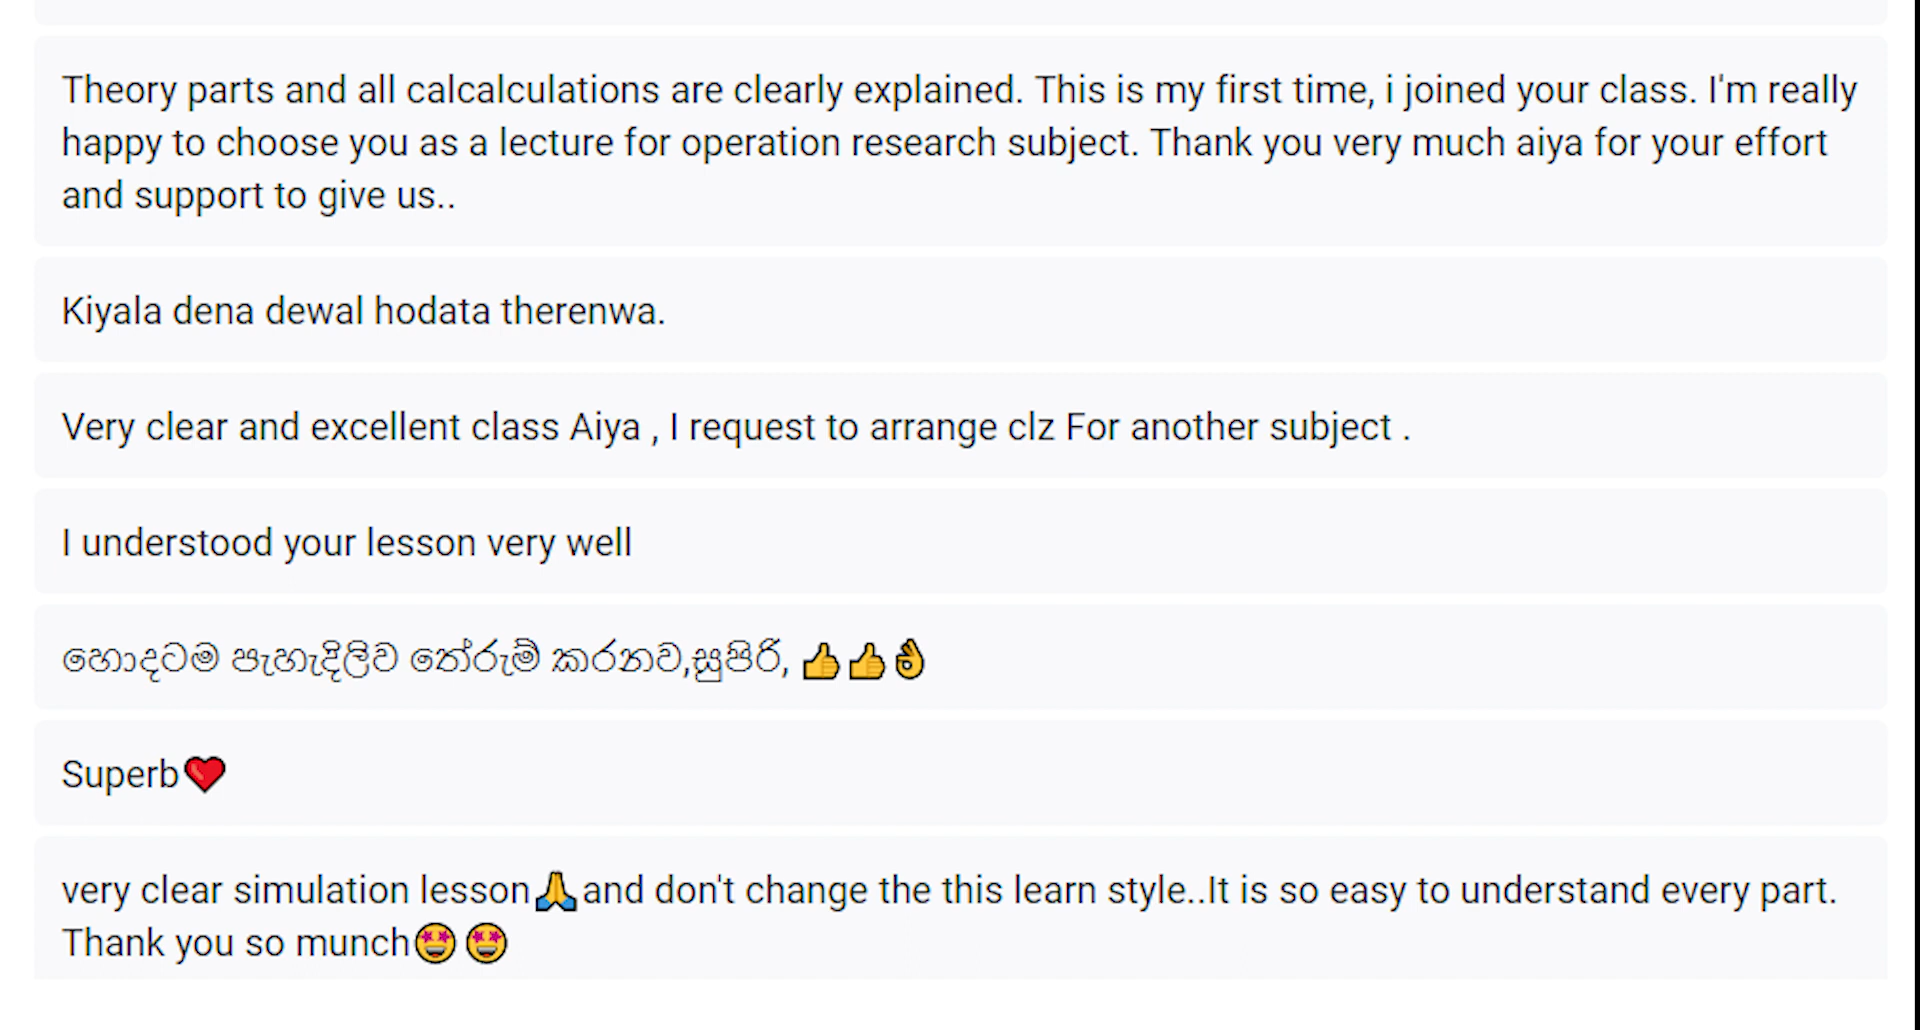 Theory parts and all calcalculations are clearly explained. This is my first time, i joined your class. I'm really
happy to choose you as a lecture for operation research subject. Thank you very much aiya for your effort
and support to give us..
Kiyala dena dewal hodata therenwa.
Very clear and excellent class Aiya , I request to arrange clz For another subject .
I understood your lesson very well
හොදටම පැහැදිලිව තේරුම් කරනව,සුපිරි, 👍👍👌
Superb❤️
very clear simulation lesson🙏and don't change the this learn style..It is so easy to understand every part.
Thank you so munch🤩🤩